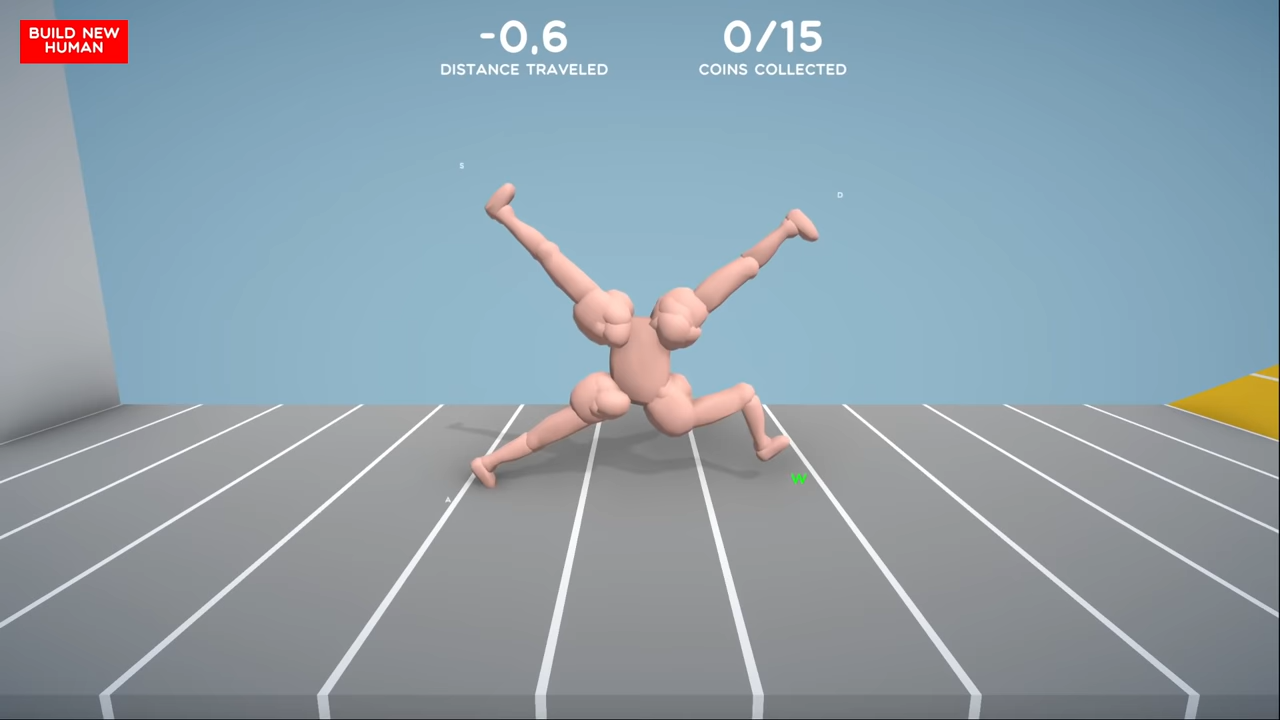 BUILD NEW
HUMAN
-0,6
DISTANCE TRAVELED
0/15
COINS COLLECTED
S
D
A
W